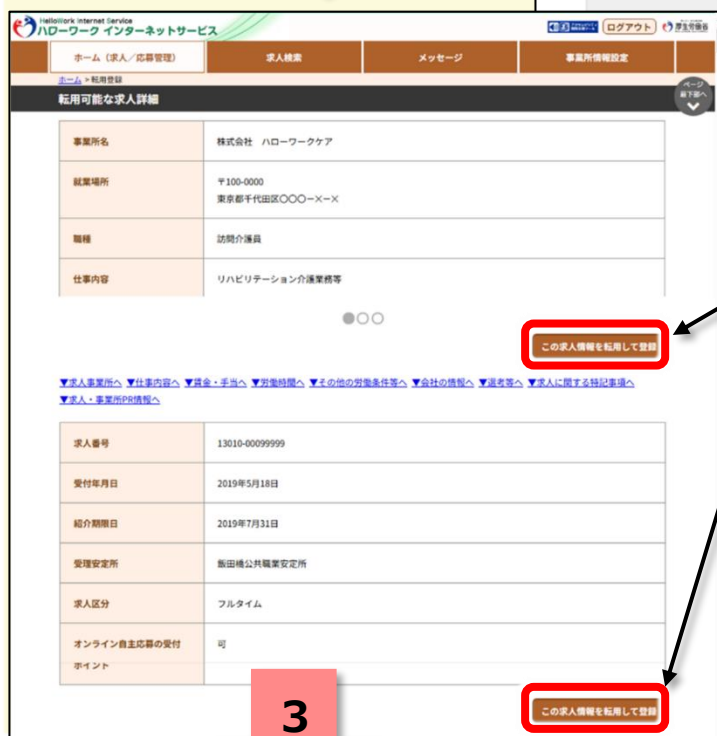 HelloWork Internet Service
ハローワーク インターネットサービス
ログアウト
厚生労働省
ホーム（求人／応募管理）
求人検索
メッセージ
事業所情報設定
ホーム > 転用登録
ページ
最下部へ
転用可能な求人詳細
事業所名 株式会社 ハローワークケア
就業場所 〒100-0000
東京都千代田区〇〇〇ー×ー×
職種 訪問介護員
仕事内容 リハビリテーション介護業務等
この求人情報を転用して登録
▼求人事業所へ ▼仕事内容へ ▼賃金・手当へ ▼労働時間へ ▼その他の労働条件等へ ▼会社の情報へ ▼選考等へ ▼求人に関する特記事項へ
▼求人・事業所PR情報へ
求人番号 13010-00099999
受付年月日 2019年5月18日
紹介期限日 2019年7月31日
受理安定所 飯田橋公共職業安定所
求人区分 フルタイム
オンライン自主応募の受付 可
ポイント
3
この求人情報を転用して登録